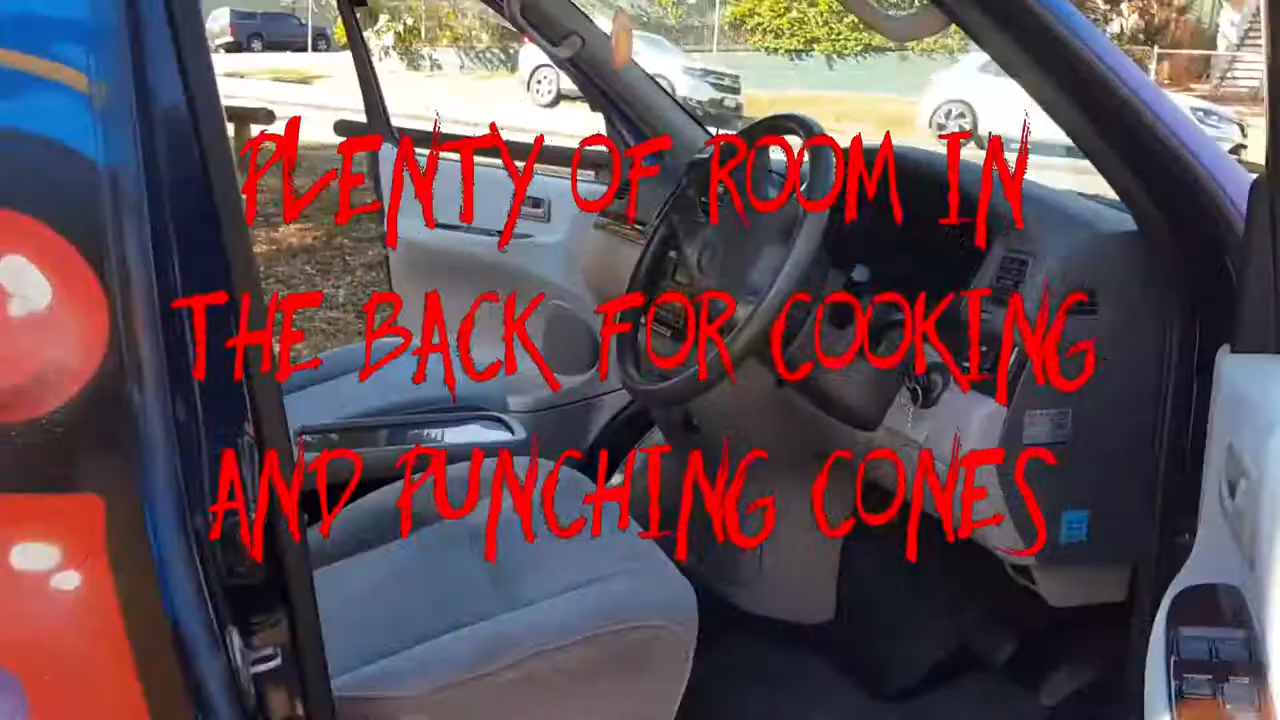 PLENTY OF ROOM IN
THE BACK FOR COOKING
AND PUNCHING CONES